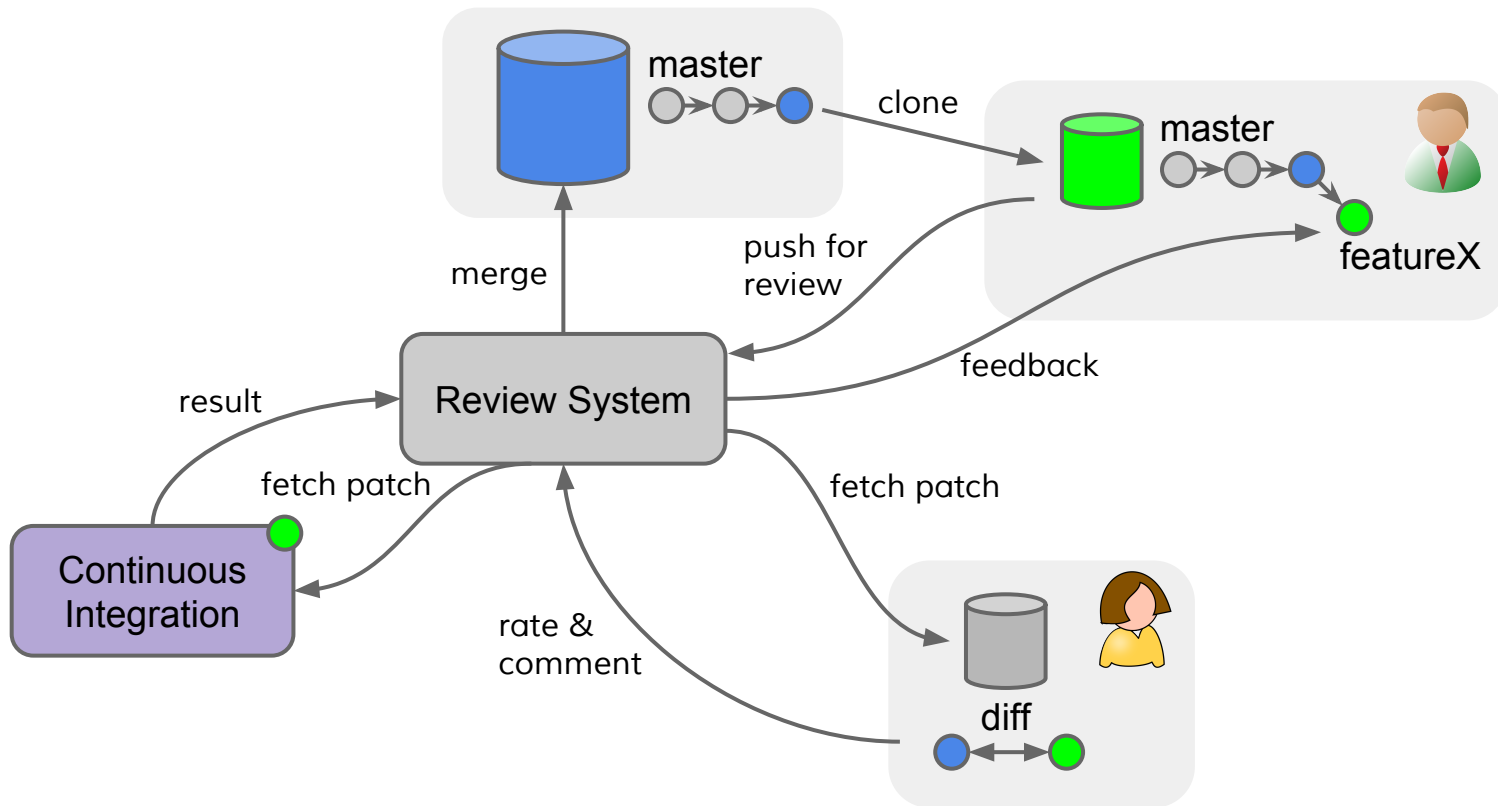 master
clone
master
featureX
push for
review
merge
feedback
Review System
result
fetch patch
fetch patch
Continuous
Integration
rate &
comment
diff